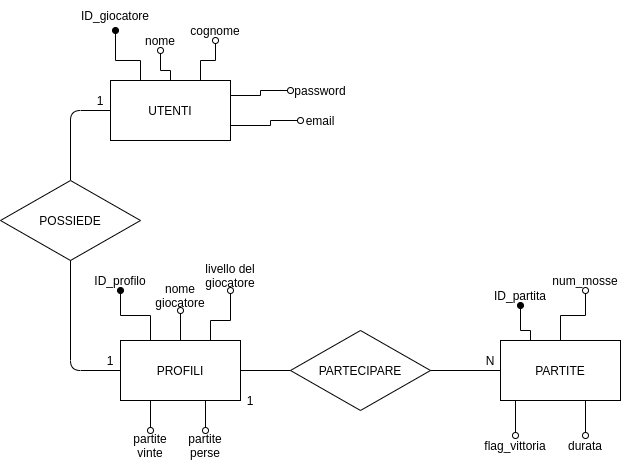 ID_giocatore
nome
cognome
1
UTENTI
password
email
POSSIEDE
ID_profilo
nome
giocatore
livello del
giocatore
1
PROFILI
1
partite
vinte
partite
perse
PARTECIPARE
N
ID_partita
num_mosse
PARTITE
flag_vittoria
durata